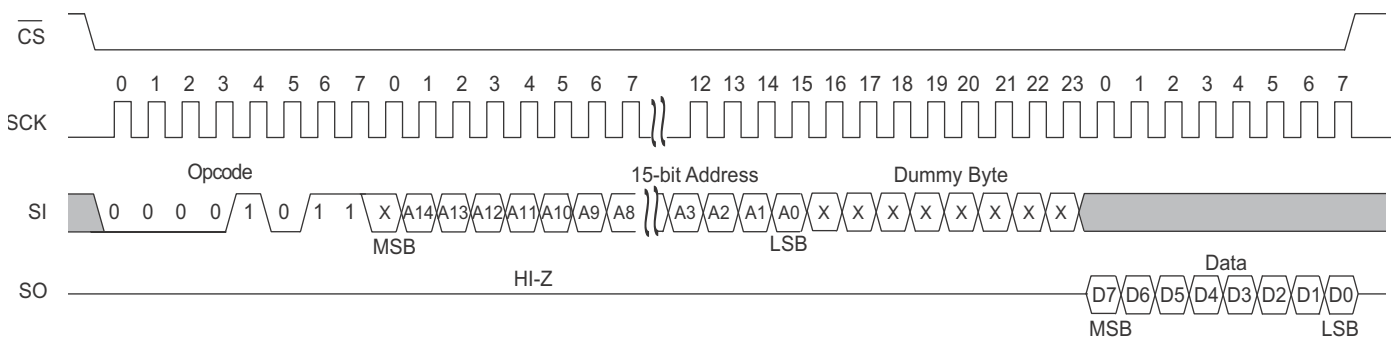 CS
0 1 2 3 4 5 6 7 0 1 2 3 4 5 6 7 12 13 14 15 16 17 18 19 20 21 22 23 0 1 2 3 4 5 6 7
SCK
Opcode 15-bit Address Dummy Byte
SI 0 0 0 0 1 0 1 1 X A14 A13 A12 A11 A10 A9 A8 A3 A2 A1 A0 X X X X X X X X
MSB LSB
HI-Z Data
SO D7 D6 D5 D4 D3 D2 D1 D0
MSB LSB